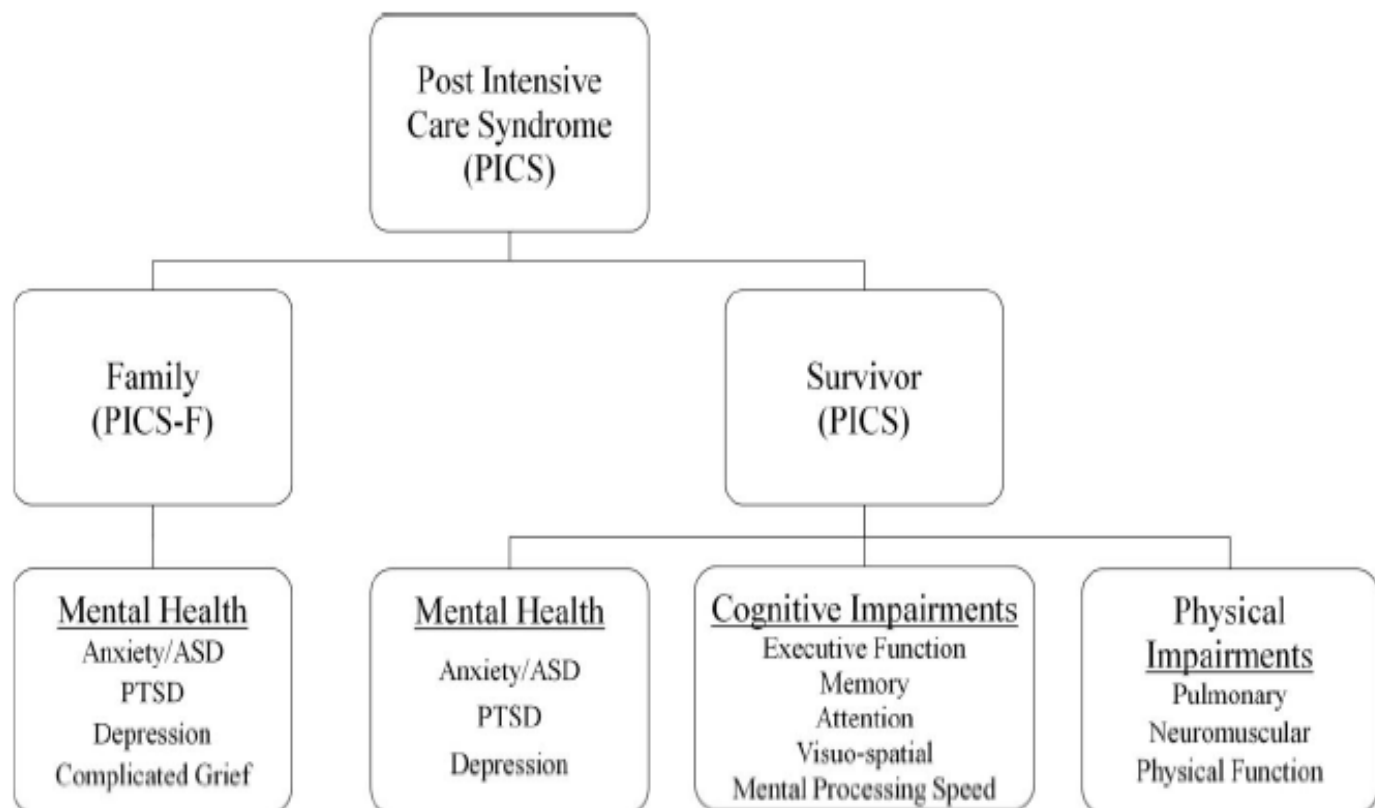 Post Intensive
Care Syndrome
(PICS)
Family
(PICS-F)
Survivor
(PICS)
Mental Health
Anxiety/ASD
PTSD
Depression
Complicated Grief
Mental Health
Anxiety/ASD
PTSD
Depression
Cognitive Impairments
Executive Function
Memory
Attention
Visuo-spatial
Mental Processing Speed
Physical
Impairments
Pulmonary
Neuromuscular
Physical Function